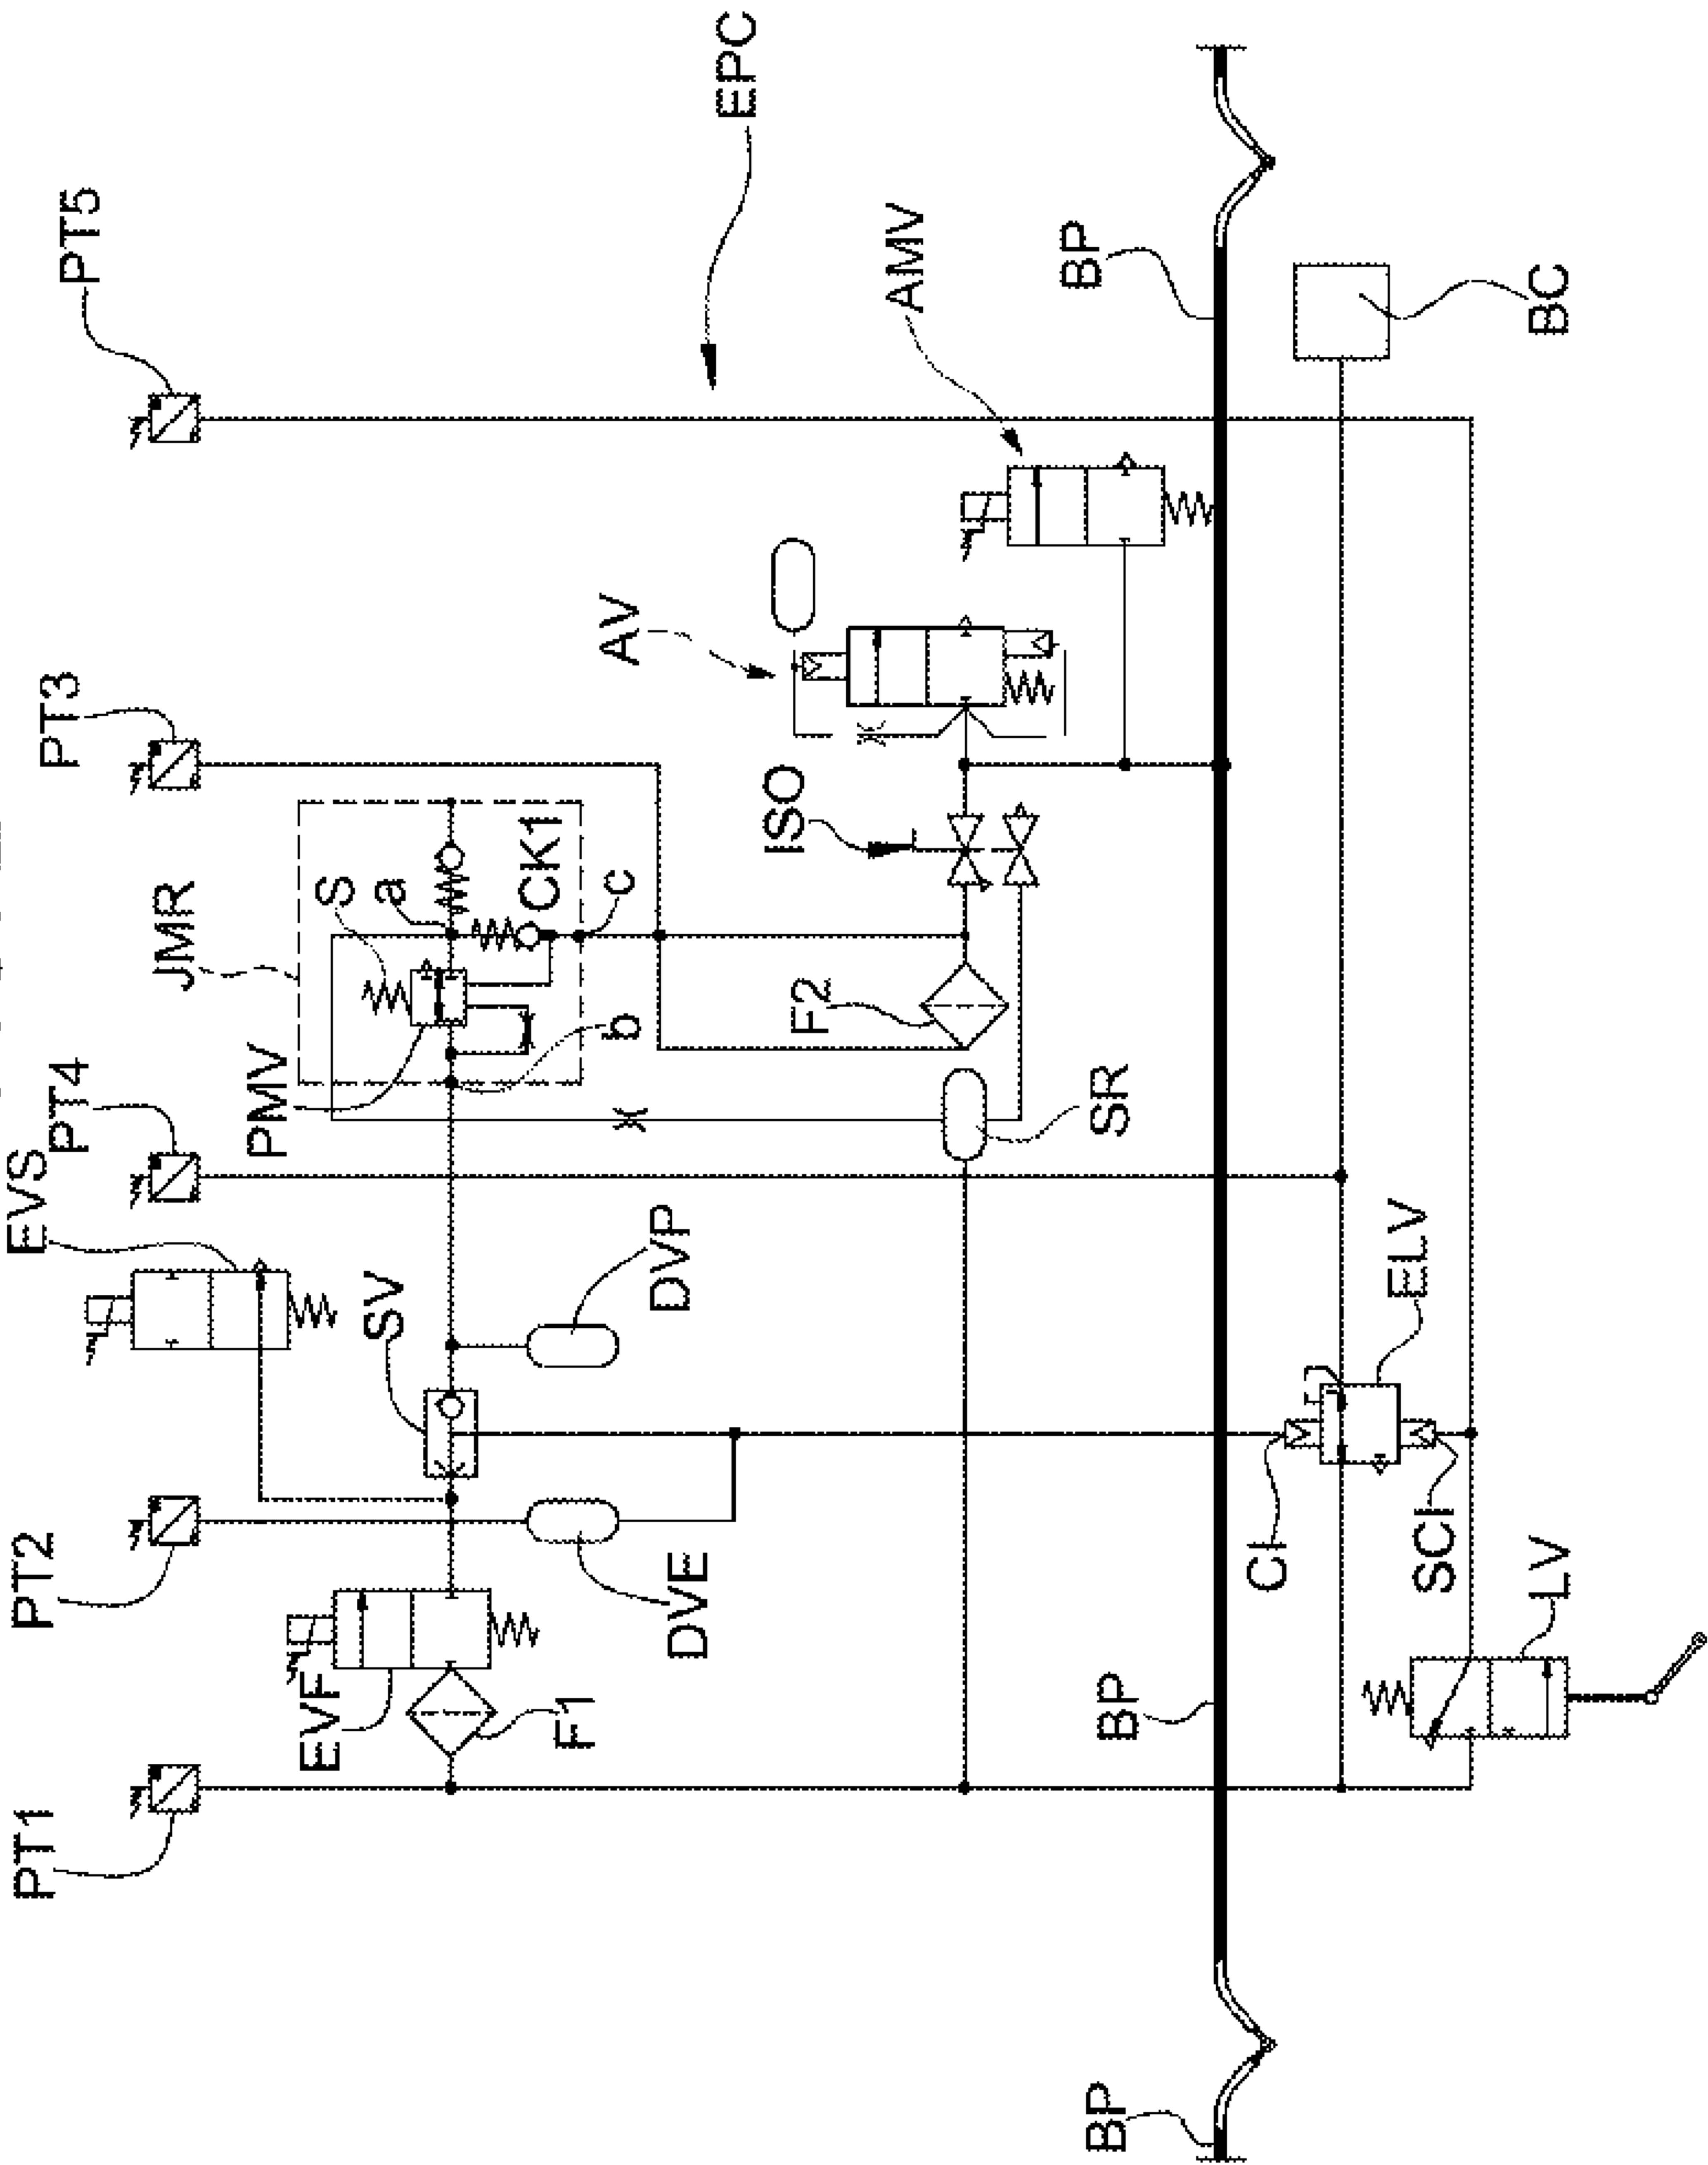 PT1
PT2
EVS
PT4
PT3
PT5
JMR
S
a
CK1
c
PMV
b
EPC
SV
DVP
EVF
F1
DVE
F2
SR
ISO
AV
AMV
BP
BP
BP
BC
CI
SCI
ELV
LV